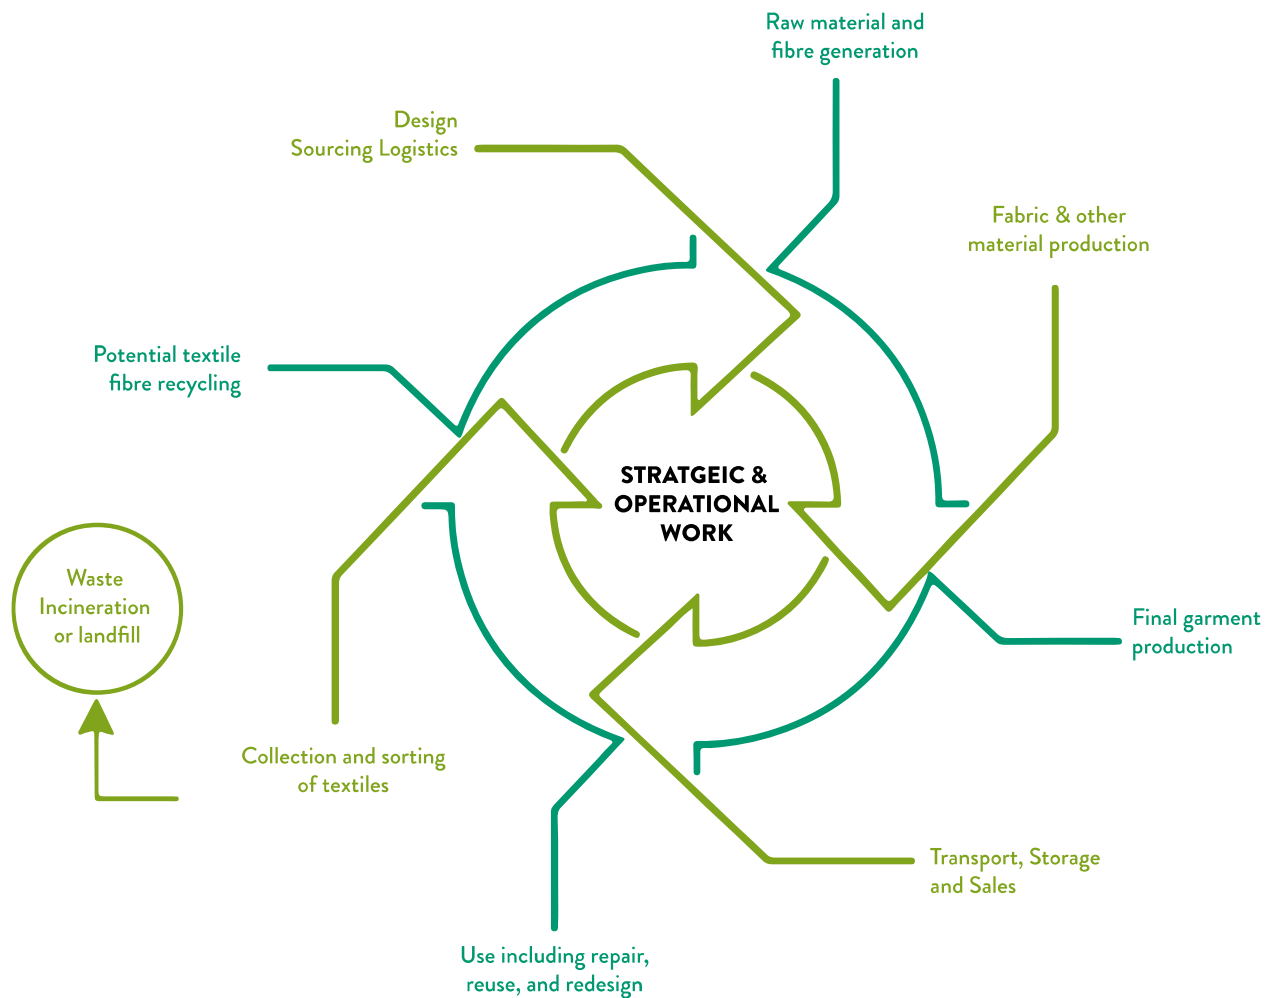 Raw material and
fibre generation
Design
Sourcing Logistics
Fabric & other
material production
Potential textile
fibre recycling
STRATGEIC &
OPERATIONAL
WORK
Waste
Incineration
or landfill
Final garment
production
Collection and sorting
of textiles
Transport, Storage
and Sales
Use including repair,
reuse, and redesign